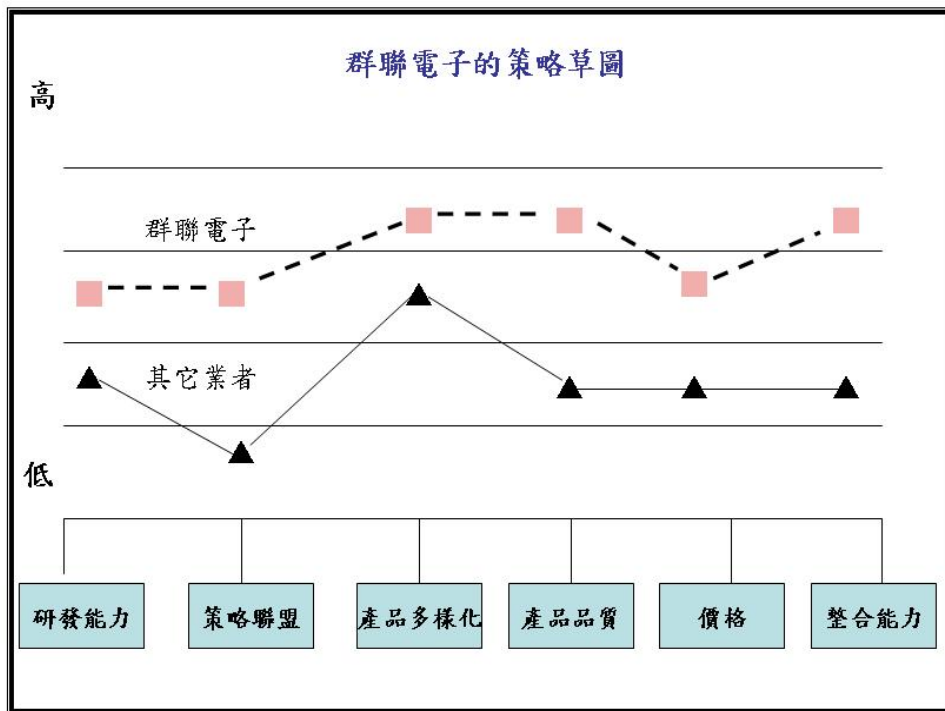 群聯電子的策略草圖
高
群聯電子
其它業者
低
研發能力
策略聯盟
產品多樣化
產品品質
價格
整合能力